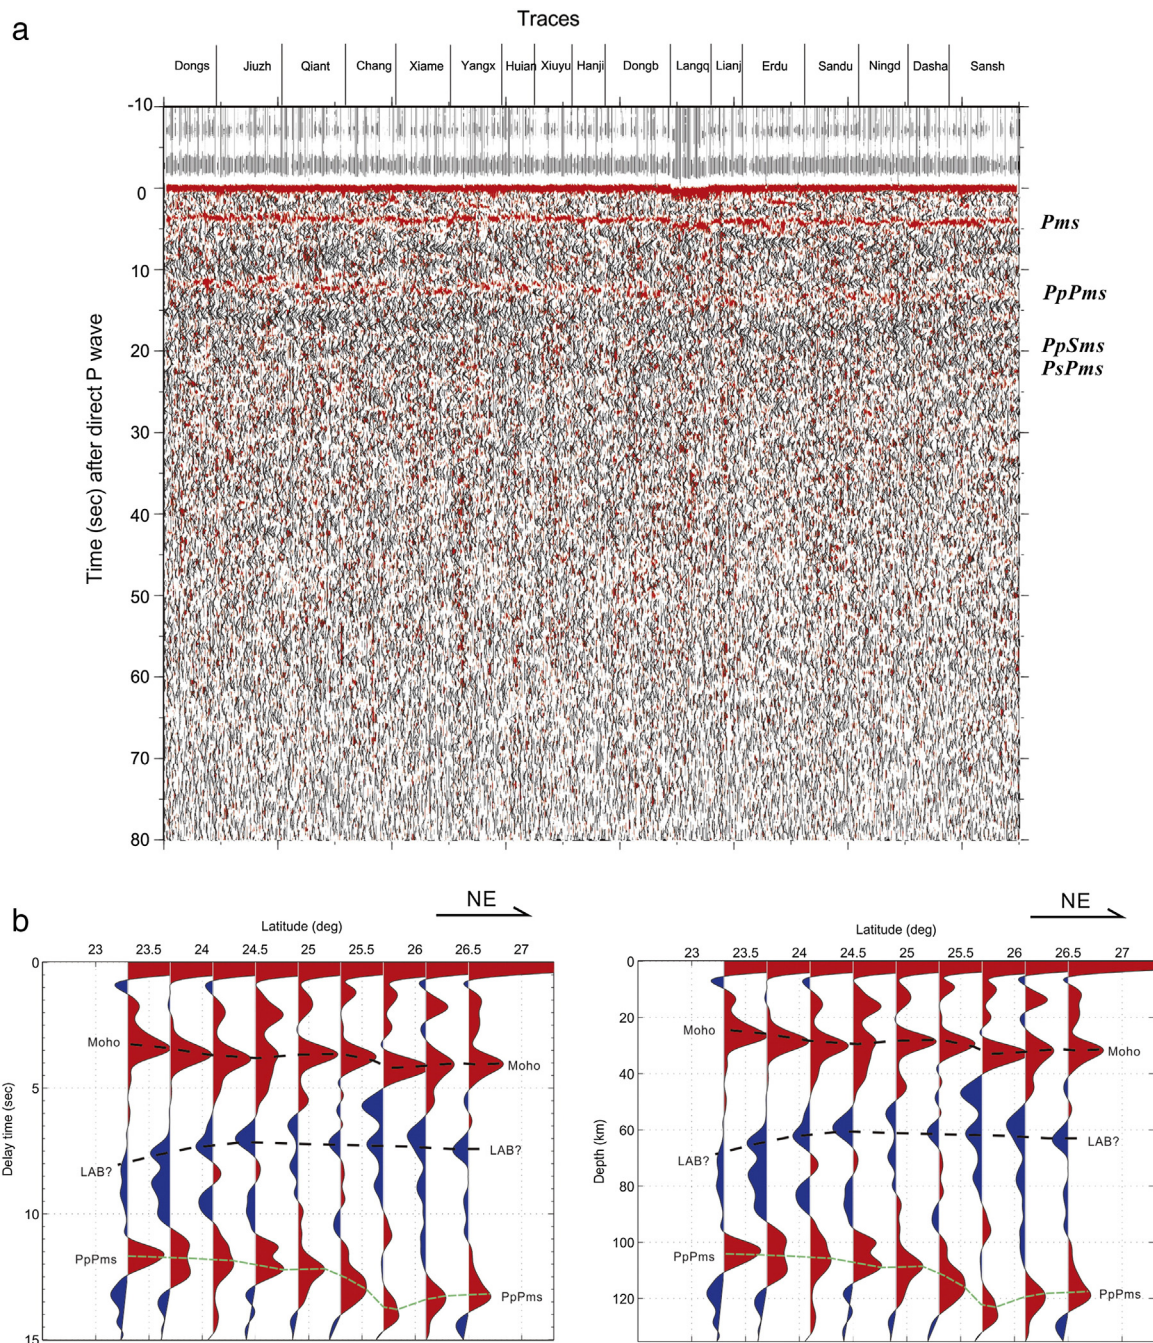 a
Traces
Dongs Jiuzh Qiant Chang Xiame Yangx Huian Xiuyu Hanji Dongb Langq Lianj Erdu Sandu Ningd Dasha Sansh
-10
0
10
20
30
40
50
60
70
80
Time (sec) after direct P wave
Pms
PpPms
PpSms
PsPms
b
NE
Latitude (deg)
23 23.5 24 24.5 25 25.5 26 26.5 27
0
5
10
15
Delay time (sec)
Moho
Moho
LAB?
LAB?
PpPms
PpPms
NE
Latitude (deg)
23 23.5 24 24.5 25 25.5 26 26.5 27
0
20
40
60
80
100
120
Depth (km)
Moho
Moho
LAB?
LAB?
PpPms
PpPms